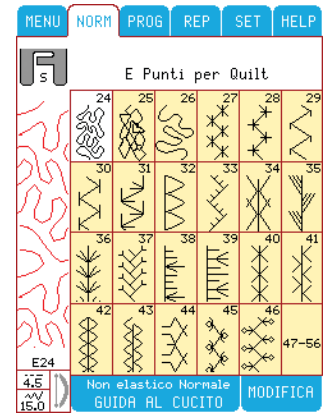 MENU NORM PROG REP SET HELP
S
E Punti per Quilt
24 25 26 27 28 29
30 31 32 33 34 35
36 37 38 39 40 41
42 43 44 45 46 47-56
E24
4.5
15.0
Non elastico Normale
GUIDA AL CUCITO
MODIFICA